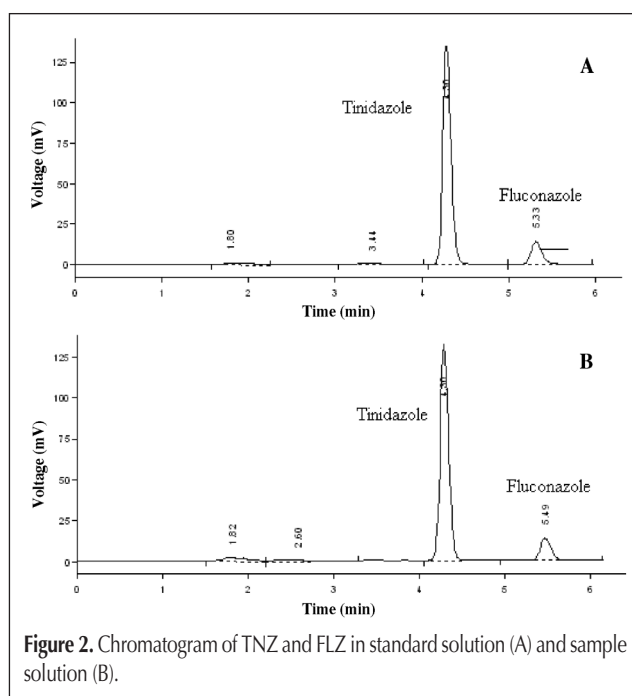 125
100
75
50
25
0
Voltage (mV)
A
Tinidazole
4.30
Fluconazole
5.33
1.80
3.44
0 1 2 3 4 5 6
Time (min)
125
100
75
50
25
0
Voltage (mV)
B
Tinidazole
4.30
Fluconazole
5.49
1.82
2.60
0 1 2 3 4 5 6
Time (min)
Figure 2. Chromatogram of TNZ and FLZ in standard solution (A) and sample
solution (B).